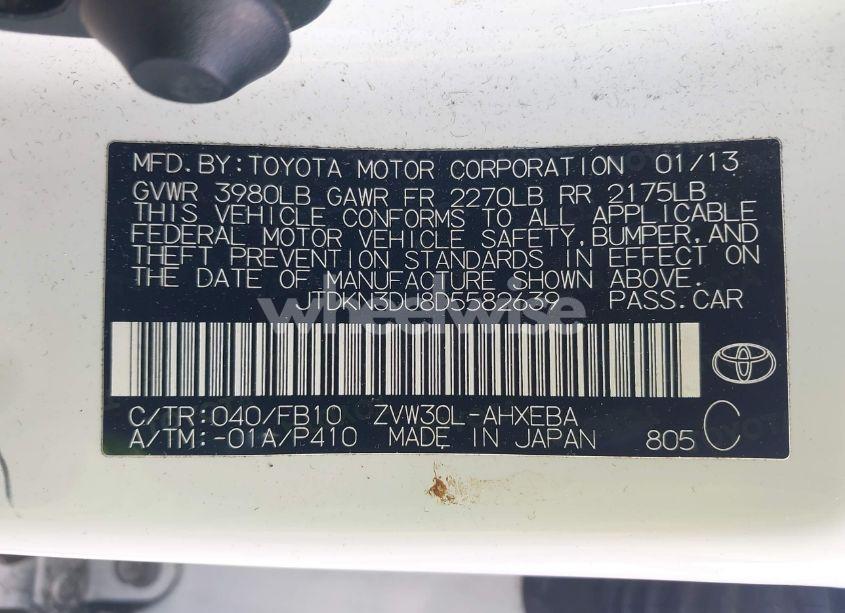 MFD. BY: TOYOTA MOTOR CORPORATION 01/13
GVWR 3980LB GAWR FR 2270LB RR 2175LB
THIS VEHICLE CONFORMS TO ALL APPLICABLE
FEDERAL MOTOR VEHICLE SAFETY, BUMPER, AND
THEFT PREVENTION STANDARDS IN EFFECT ON
THE DATE OF MANUFACTURE SHOWN ABOVE.
JTDKN3DU8D5582639 PASS. CAR
wheelwise
C/TR: 040/FB10 ZVW30L-AHXEBA
A/TM: -01A/P410 MADE IN JAPAN 805 C